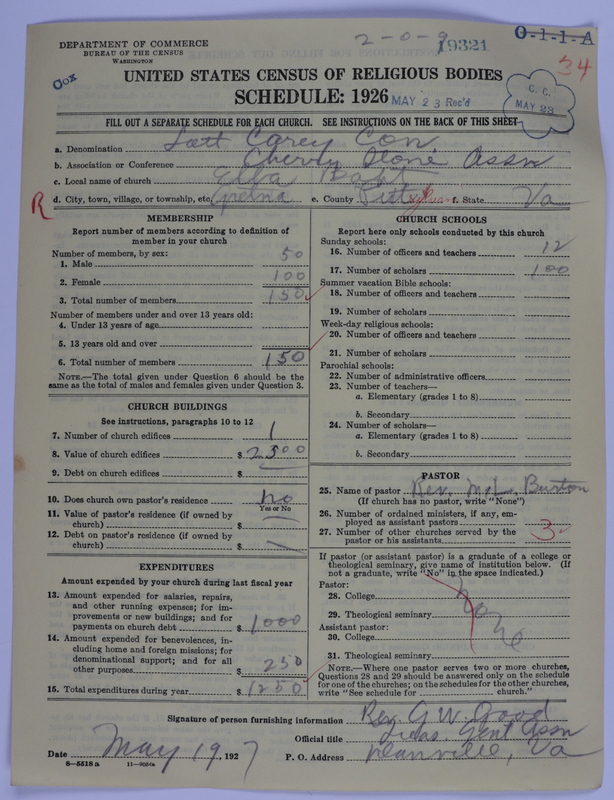 2-0-9
19321
0-1-1-A
34
DEPARTMENT OF COMMERCE
BUREAU OF THE CENSUS
WASHINGTON
Cox
UNITED STATES CENSUS OF RELIGIOUS BODIES
SCHEDULE: 1926
MAY 23 Rec'd
C. C.
MAY 28
FILL OUT A SEPARATE SCHEDULE FOR EACH CHURCH. SEE INSTRUCTIONS ON THE BACK OF THIS SHEET
a. Denomination Lott Carey Con
b. Association or Conference Cherry Stone Assn
c. Local name of church Elba Bapt
R d. City, town, village, or township, etc. Gretna e. County Pittsylvan f. State Va
MEMBERSHIP
Report number of members according to definition of
member in your church
Number of members, by sex:
1. Male 50
2. Female 100
3. Total number of members 150
Number of members under and over 13 years old:
4. Under 13 years of age
5. 13 years old and over
6. Total number of members 150
NOTE.—The total given under Question 6 should be the
same as the total of males and females given under Question 3.
CHURCH BUILDINGS
See instructions, paragraphs 10 to 12
7. Number of church edifices 1
8. Value of church edifices $ 2500
9. Debt on church edifices $
10. Does church own pastor's residence no
Yes or No
11. Value of pastor's residence (if owned by
church) $
12. Debt on pastor's residence (if owned by
church) $
EXPENDITURES
Amount expended by your church during last fiscal year
13. Amount expended for salaries, repairs,
and other running expenses; for im-
provements or new buildings; and for
payments on church debt $ 1000
14. Amount expended for benevolences, in-
cluding home and foreign missions; for
denominational support; and for all
other purposes $ 250
15. Total expenditures during year $ 1250
CHURCH SCHOOLS
Report here only schools conducted by this church
Sunday schools:
16. Number of officers and teachers 12
17. Number of scholars 100
Summer vacation Bible schools:
18. Number of officers and teachers
19. Number of scholars
Week-day religious schools:
20. Number of officers and teachers
21. Number of scholars
Parochial schools:
22. Number of administrative officers
23. Number of teachers—
a. Elementary (grades 1 to 8)
b. Secondary
24. Number of scholars—
a. Elementary (grades 1 to 8)
b. Secondary
PASTOR
25. Name of pastor Rev. M. L. Burton
(If church has no pastor, write "None")
26. Number of ordained ministers, if any, em-
ployed as assistant pastors
27. Number of other churches served by the
pastor or his assistants 3
If pastor (or assistant pastor) is a graduate of a college or
theological seminary, give name of institution below. (If
not a graduate, write "No" in the space indicated.)
Pastor:
28. College
29. Theological seminary
None
Assistant pastor:
30. College
31. Theological seminary
NOTE.—Where one pastor serves two or more churches,
Questions 28 and 29 should be answered only on the schedule
for one of the churches; on the schedules for the other churches,
write "See schedule for church."
Signature of person furnishing information Rev. G W. Good
Official title Gent Assn
Date May 19 1927 P. O. Address Va
8—5518 a 11—9054a